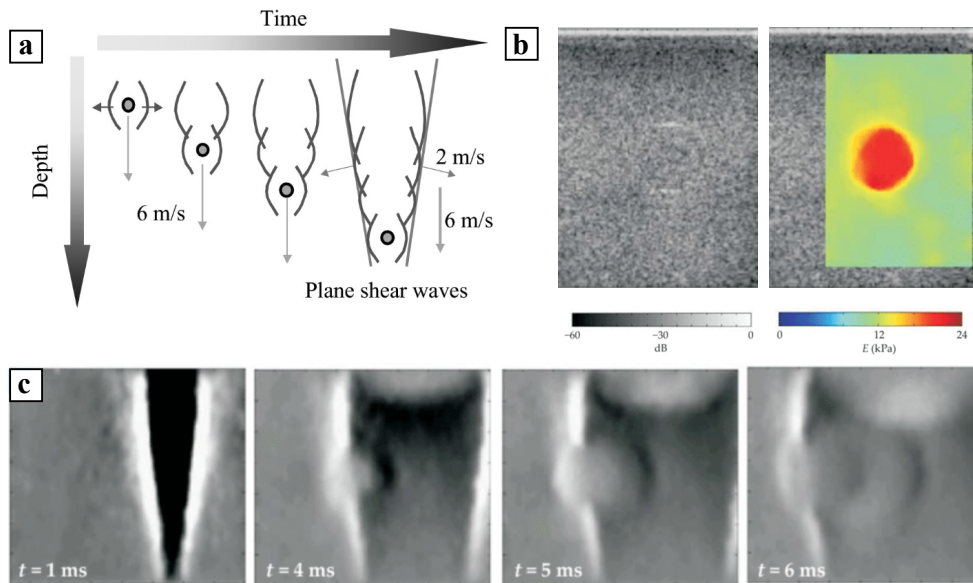 a
Time
Depth
6 m/s
2 m/s
6 m/s
Plane shear waves
b
−60
−30
0
dB
0
12
24
E (kPa)
c
t = 1 ms
t = 4 ms
t = 5 ms
t = 6 ms